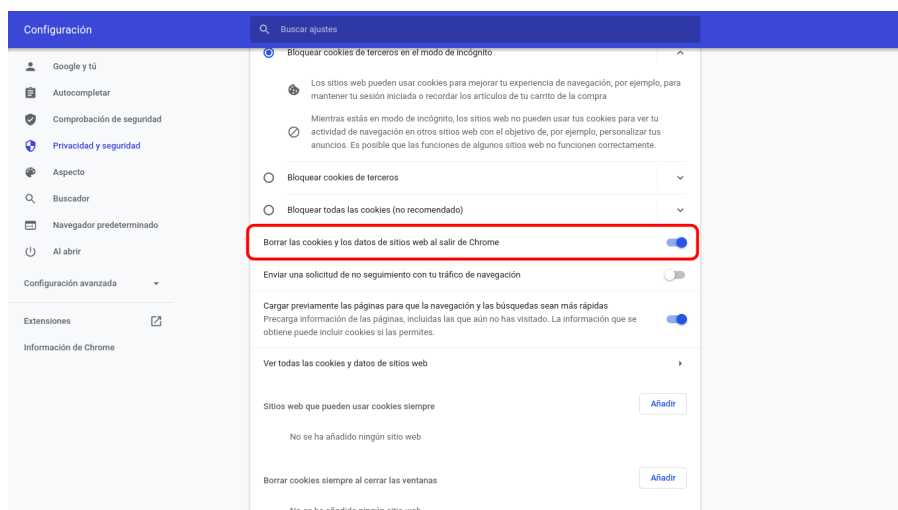 Configuración
Buscar ajustes
Google y tú
Autocompletar
Comprobación de seguridad
Privacidad y seguridad
Aspecto
Buscador
Navegador predeterminado
Al abrir
Configuración avanzada
Extensiones
Información de Chrome
Bloquear cookies de terceros en el modo de incógnito
Los sitios web pueden usar cookies para mejorar tu experiencia de navegación, por ejemplo, para
mantener tu sesión iniciada o recordar los artículos de tu carrito de la compra
Mientras estás en modo de incógnito, los sitios web no pueden usar tus cookies para ver tu
actividad de navegación en otros sitios web con el objetivo de, por ejemplo, personalizar tus
anuncios. Es posible que las funciones de algunos sitios web no funcionen correctamente.
Bloquear cookies de terceros
Bloquear todas las cookies (no recomendado)
Borrar las cookies y los datos de sitios web al salir de Chrome
Enviar una solicitud de no seguimiento con tu tráfico de navegación
Cargar previamente las páginas para que la navegación y las búsquedas sean más rápidas
Precarga información de las páginas, incluidas las que aún no has visitado. La información que se
obtiene puede incluir cookies si las permites.
Ver todas las cookies y datos de sitios web
Sitios web que pueden usar cookies siempre
Añadir
No se ha añadido ningún sitio web
Borrar cookies siempre al cerrar las ventanas
Añadir
No se ha añadido ningún sitio web